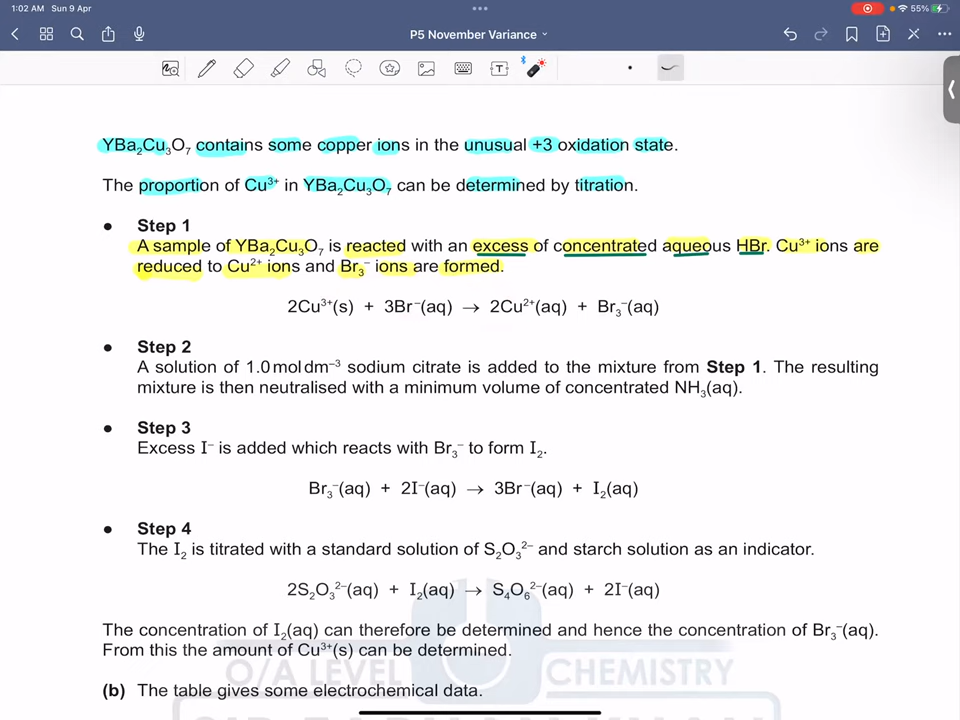 1:02 AM Sun 9 Apr
55%
P5 November Variance
YBa₂Cu₃O₇ contains some copper ions in the unusual +3 oxidation state.
The proportion of Cu³⁺ in YBa₂Cu₃O₇ can be determined by titration.
● Step 1
A sample of YBa₂Cu₃O₇ is reacted with an excess of concentrated aqueous HBr. Cu³⁺ ions are
reduced to Cu²⁺ ions and Br₃⁻ ions are formed.
2Cu³⁺(s) + 3Br⁻(aq) → 2Cu²⁺(aq) + Br₃⁻(aq)
● Step 2
A solution of 1.0 mol dm⁻³ sodium citrate is added to the mixture from Step 1. The resulting
mixture is then neutralised with a minimum volume of concentrated NH₃(aq).
● Step 3
Excess I⁻ is added which reacts with Br₃⁻ to form I₂.
Br₃⁻(aq) + 2I⁻(aq) → 3Br⁻(aq) + I₂(aq)
● Step 4
The I₂ is titrated with a standard solution of S₂O₃²⁻ and starch solution as an indicator.
2S₂O₃²⁻(aq) + I₂(aq) → S₄O₆²⁻(aq) + 2I⁻(aq)
The concentration of I₂(aq) can therefore be determined and hence the concentration of Br₃⁻(aq).
From this the amount of Cu³⁺(s) can be determined.
O/A LEVEL CHEMISTRY
(b) The table gives some electrochemical data.